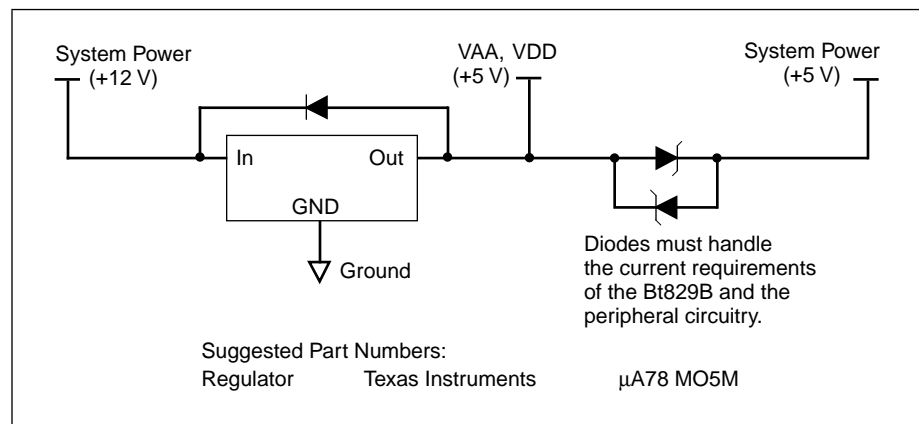 System Power
(+12 V)
VAA, VDD
(+5 V)
System Power
(+5 V)
In
Out
GND
Ground
Diodes must handle
the current requirements
of the Bt829B and the
peripheral circuitry.
Suggested Part Numbers:
Regulator Texas Instruments µA78 MO5M